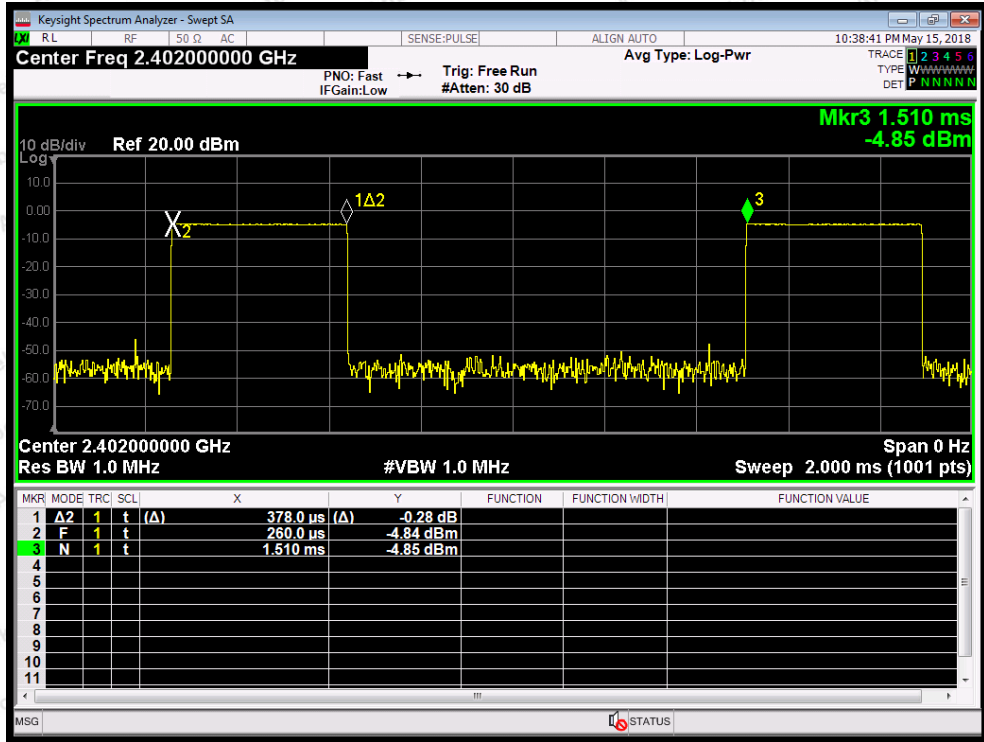 Keysight Spectrum Analyzer - Swept SA
LXI RL RF 50 Ω AC SENSE:PULSE ALIGN AUTO 10:38:41 PM May 15, 2018
Center Freq 2.402000000 GHz Avg Type: Log-Pwr TRACE 1 2 3 4 5 6
PNO: Fast Trig: Free Run TYPE WWWWWW
IFGain:Low #Atten: 30 dB DET P N N N N N
Mkr3 1.510 ms
10 dB/div Ref 20.00 dBm -4.85 dBm
Log
10.0
0.00
-10.0
-20.0
-30.0
-40.0
-50.0
-60.0
-70.0
X2
1Δ2
3
Center 2.402000000 GHz Span 0 Hz
Res BW 1.0 MHz #VBW 1.0 MHz Sweep 2.000 ms (1001 pts)
MKR MODE TRC SCL X Y FUNCTION FUNCTION WIDTH FUNCTION VALUE
1 Δ2 1 t (Δ) 378.0 µs (Δ) -0.28 dB
2 F 1 t 260.0 µs -4.84 dBm
3 N 1 t 1.510 ms -4.85 dBm
4
5
6
7
8
9
10
11
MSG STATUS